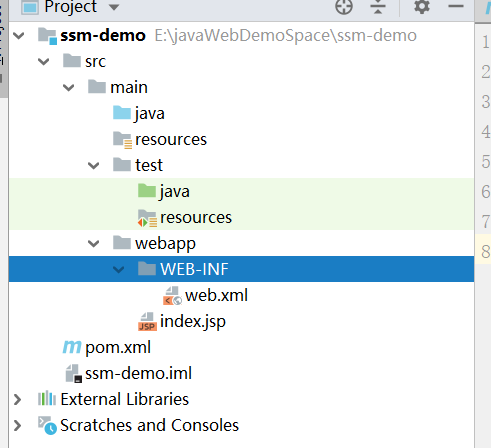 Project
ssm-demo E:\javaWebDemoSpace\ssm-demo
src
main
java
resources
test
java
resources
webapp
WEB-INF
web.xml
JSP index.jsp
m pom.xml
ssm-demo.iml
External Libraries
Scratches and Consoles
1
2
3
4
5
6
7
8